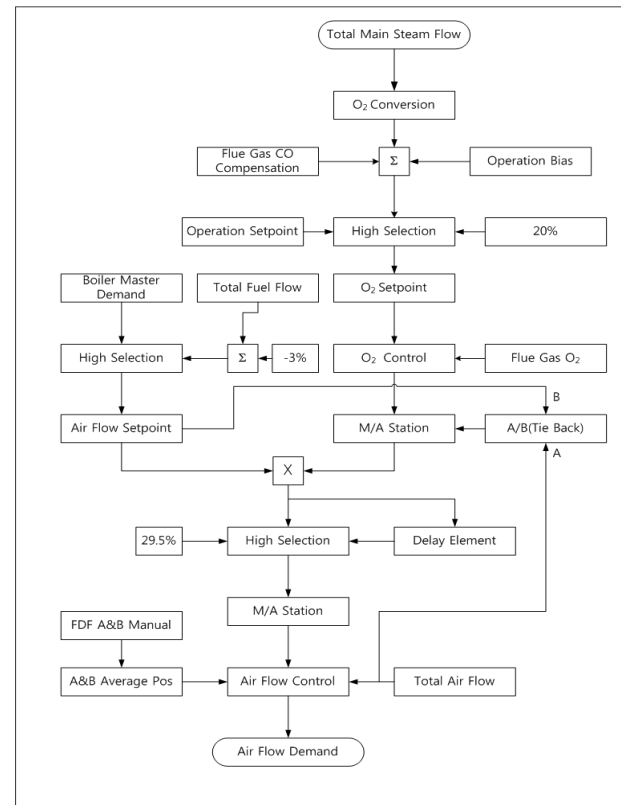 Total Main Steam Flow
O₂ Conversion
Flue Gas CO
Compensation
Σ
Operation Bias
Operation Setpoint
High Selection
20%
Boiler Master
Demand
Total Fuel Flow
O₂ Setpoint
High Selection
Σ
-3%
O₂ Control
Flue Gas O₂
B
Air Flow Setpoint
M/A Station
A/B(Tie Back)
A
X
29.5%
High Selection
Delay Element
M/A Station
FDF A&B Manual
A&B Average Pos
Air Flow Control
Total Air Flow
Air Flow Demand